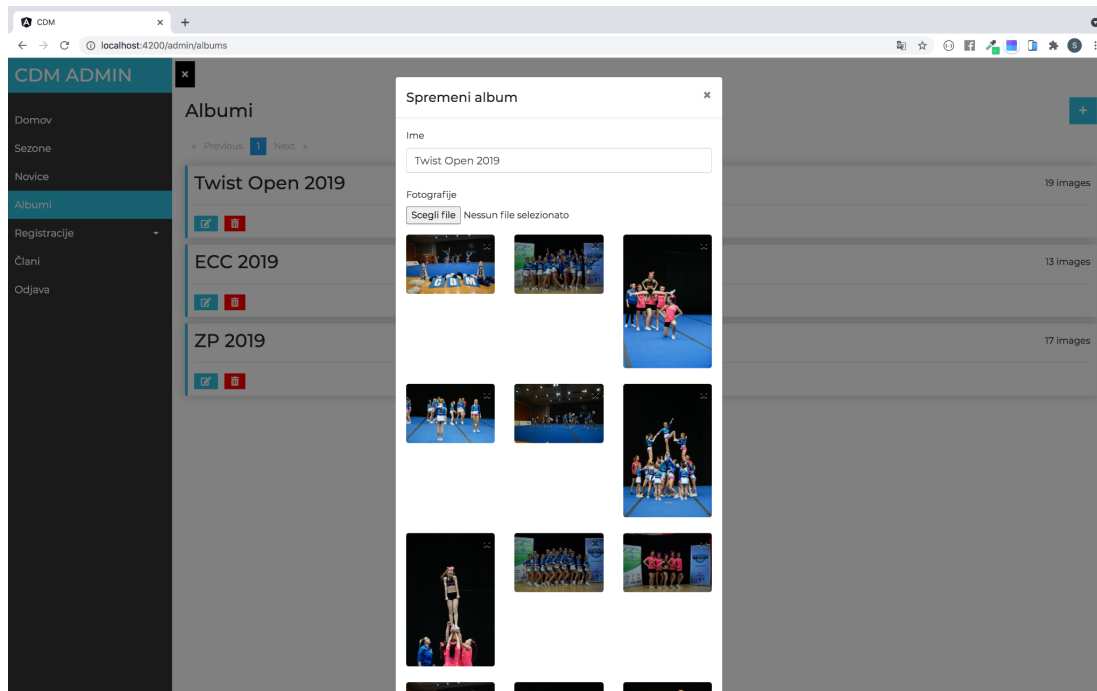 CDM
localhost:4200/admin/albums
S
CDM ADMIN
Domov
Sezone
Novice
Albumi
Registracije
Člani
Odjava
×
Albumi
+
« Previous 1 Next »
Twist Open 2019
19 images
ECC 2019
13 images
ZP 2019
17 images
Spremeni album
×
Ime
Twist Open 2019
Fotografije
Scegli file Nessun file selezionato
CDM